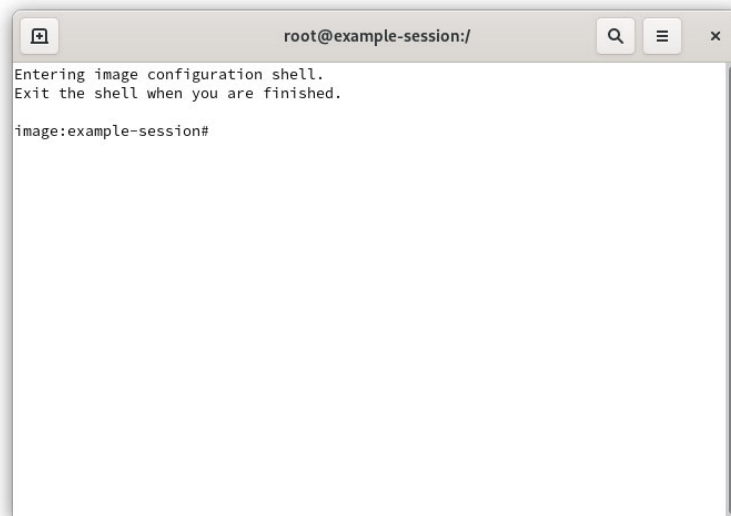 root@example-session:/
Entering image configuration shell.
Exit the shell when you are finished.
image:example-session#